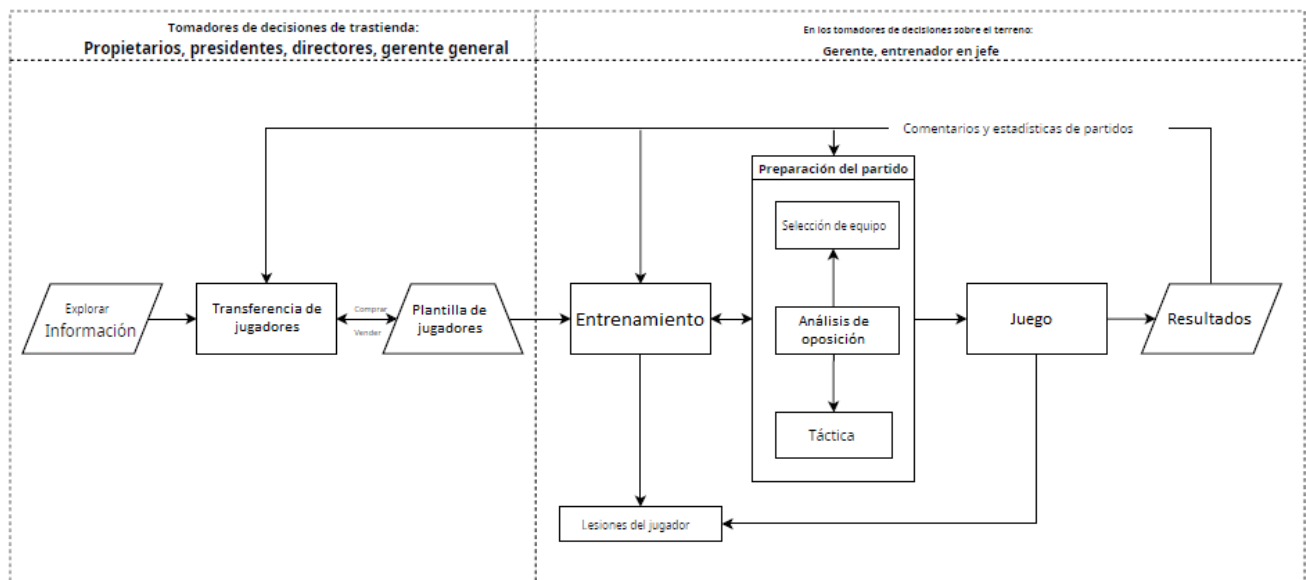 Tomadores de decisiones de trastienda:
Propietarios, presidentes, directores, gerente general
En los tomadores de decisiones sobre el terreno:
Gerente, entrenador en jefe
Comentarios y estadísticas de partidos
Preparación del partido
Selección de equipo
Explorar
Información
Transferencia de
jugadores
Comprar
Vender
Plantilla de
jugadores
Entrenamiento
Análisis de
oposición
Juego
Resultados
Táctica
Lesiones del jugador